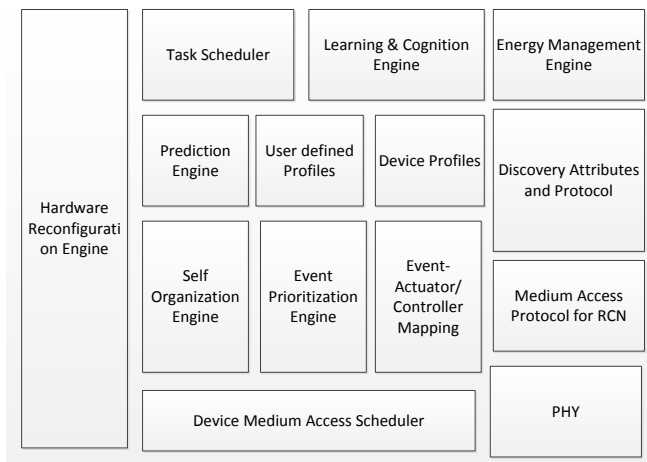 Hardware
Reconfigurati
on Engine
Task Scheduler
Learning & Cognition
Engine
Energy Management
Engine
Prediction
Engine
User defined
Profiles
Device Profiles
Discovery Attributes
and Protocol
Self
Organization
Engine
Event
Prioritization
Engine
Event-
Actuator/
Controller
Mapping
Medium Access
Protocol for RCN
Device Medium Access Scheduler
PHY